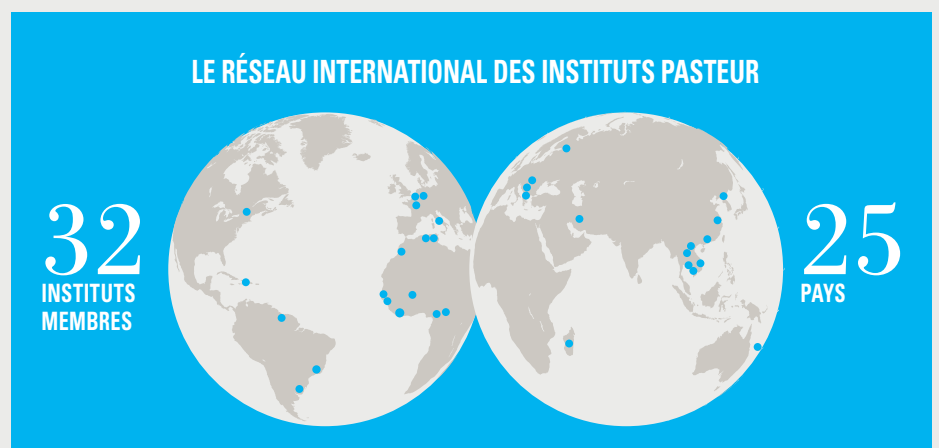 LE RÉSEAU INTERNATIONAL DES INSTITUTS PASTEUR
32
INSTITUTS
MEMBRES
25
PAYS